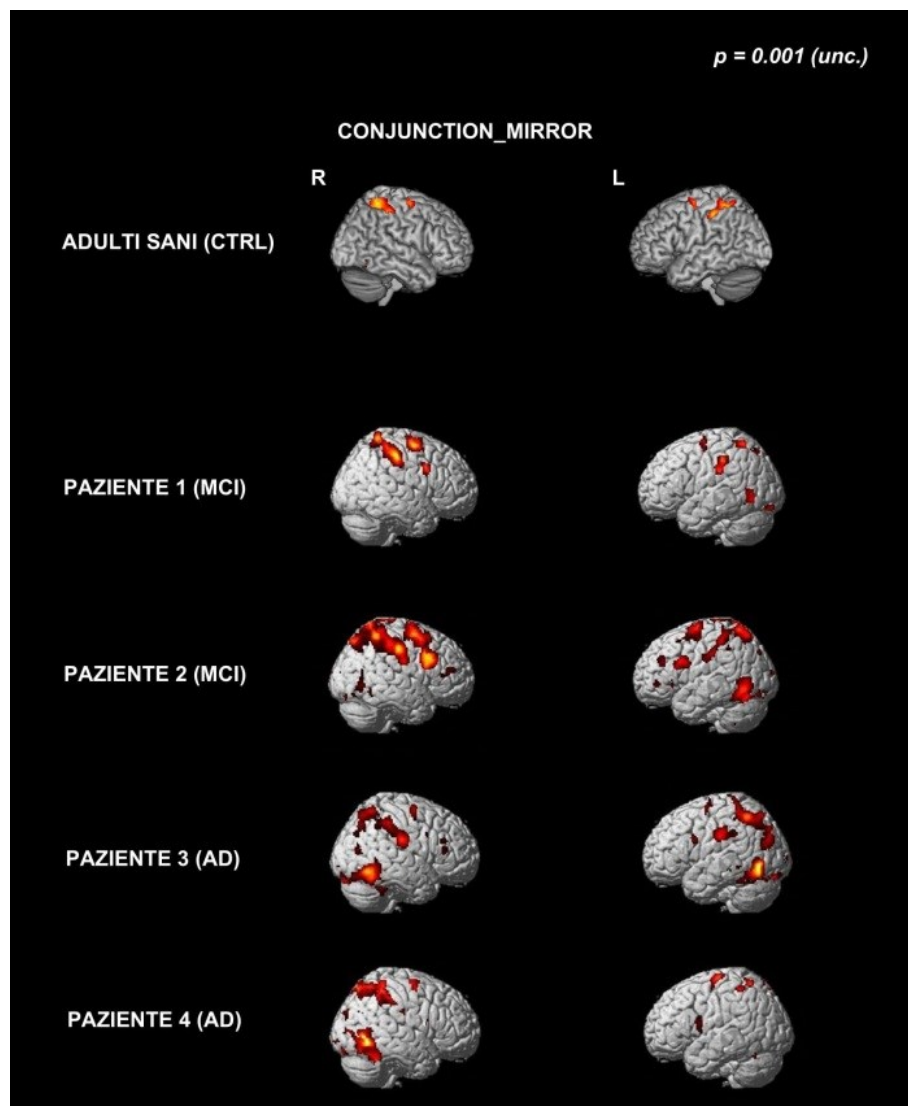 p = 0.001 (unc.)
CONJUNCTION_MIRROR
R L
ADULTI SANI (CTRL)
PAZIENTE 1 (MCI)
PAZIENTE 2 (MCI)
PAZIENTE 3 (AD)
PAZIENTE 4 (AD)